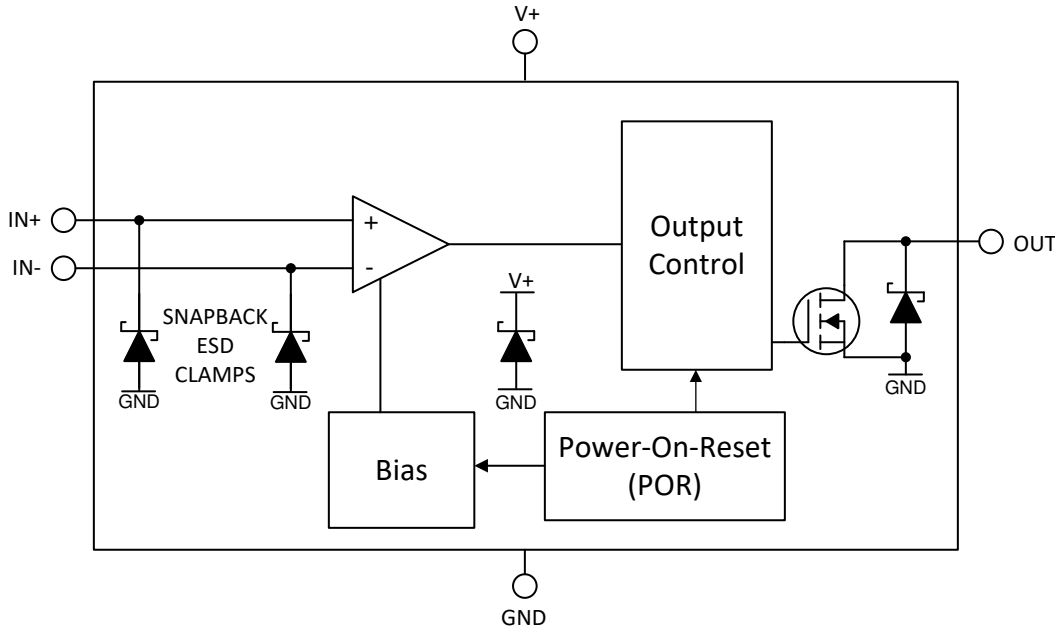 V+
IN+
IN-
+
-
Output
Control
OUT
V+
SNAPBACK
ESD
CLAMPS
GND
GND
GND
GND
Bias
Power-On-Reset
(POR)
GND